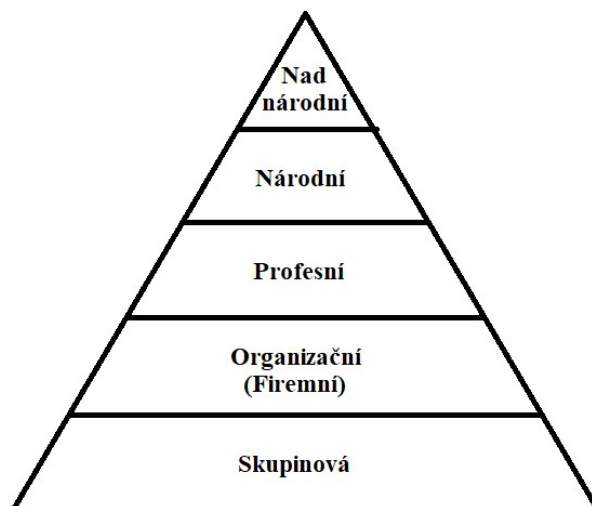 Nad
národní
Národní
Profesní
Organizační
(Firemní)
Skupinová